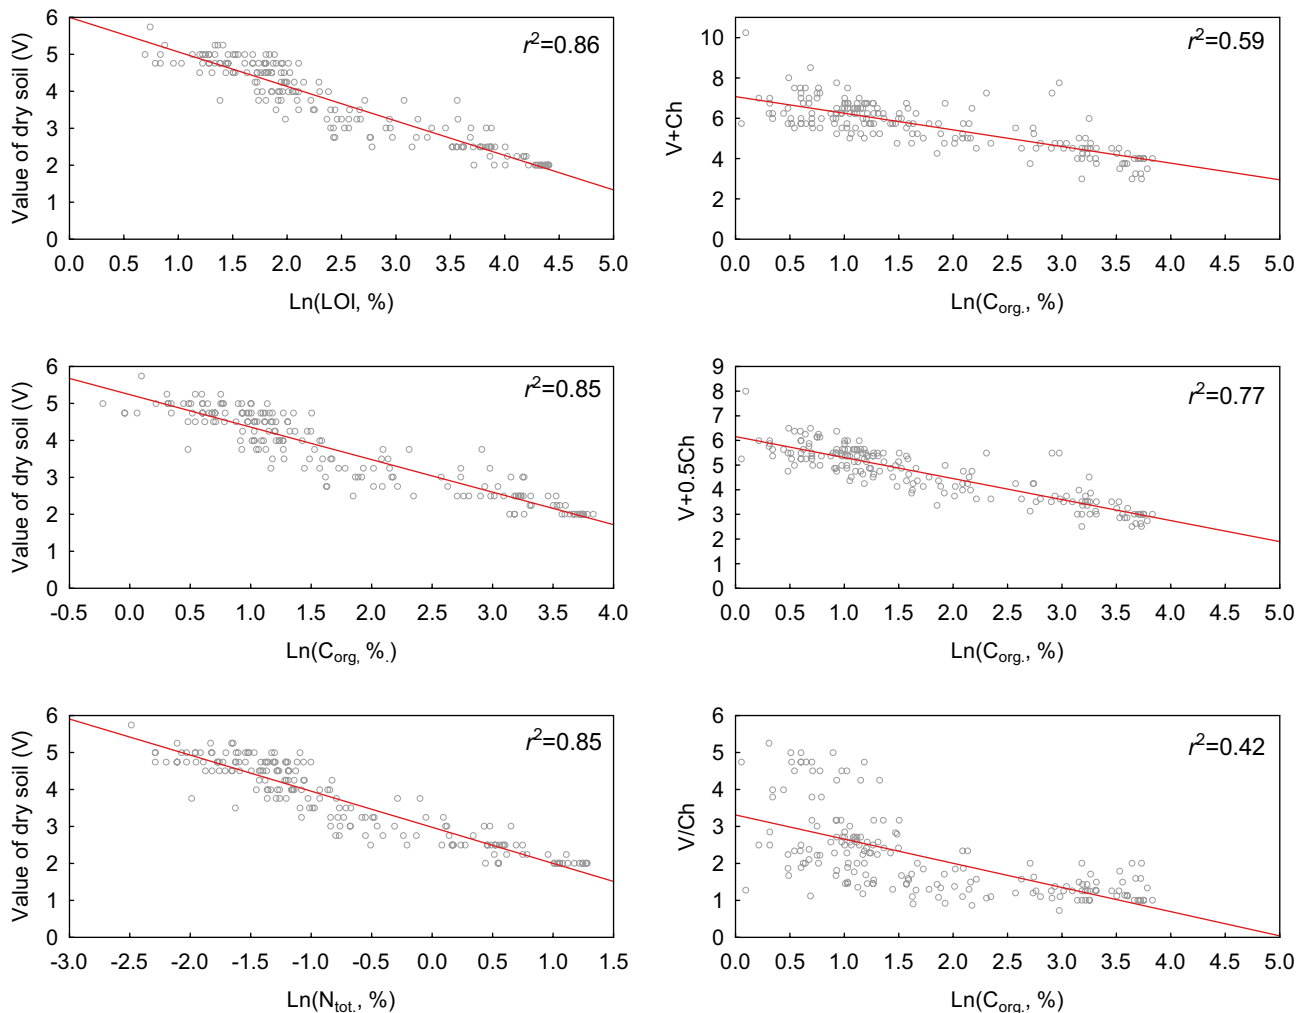 Value of dry soil (V)
6
5
4
3
2
1
0
r²=0.86
0.0 0.5 1.0 1.5 2.0 2.5 3.0 3.5 4.0 4.5 5.0
Ln(LOI, %)
V+Ch
10
8
6
4
2
0
r²=0.59
0.0 0.5 1.0 1.5 2.0 2.5 3.0 3.5 4.0 4.5 5.0
Ln(Corg., %)
Value of dry soil (V)
6
5
4
3
2
1
0
r²=0.85
-0.5 0.0 0.5 1.0 1.5 2.0 2.5 3.0 3.5 4.0
Ln(Corg, %.)
V+0.5Ch
9
8
7
6
5
4
3
2
1
0
r²=0.77
0.0 0.5 1.0 1.5 2.0 2.5 3.0 3.5 4.0 4.5 5.0
Ln(Corg., %)
Value of dry soil (V)
6
5
4
3
2
1
0
r²=0.85
-3.0 -2.5 -2.0 -1.5 -1.0 -0.5 0.0 0.5 1.0 1.5
Ln(Ntot., %)
V/Ch
6
5
4
3
2
1
0
r²=0.42
0.0 0.5 1.0 1.5 2.0 2.5 3.0 3.5 4.0 4.5 5.0
Ln(Corg., %)